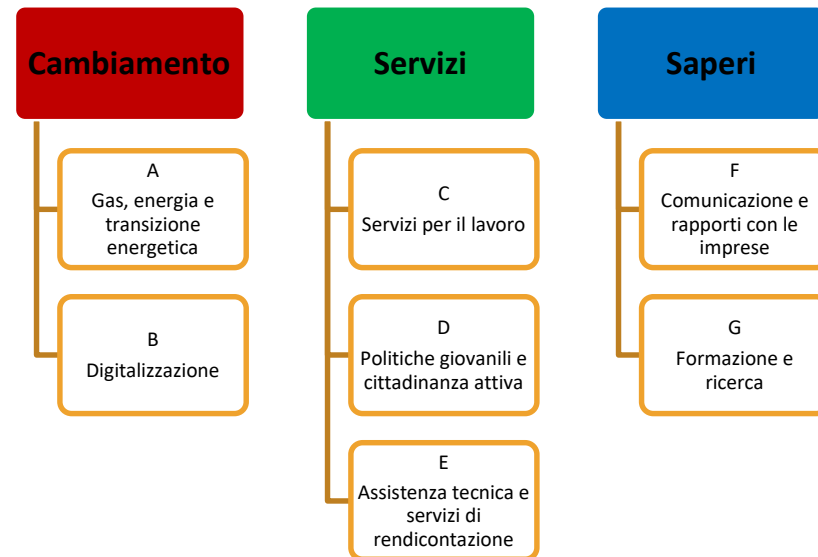 Cambiamento
A
Gas, energia e
transizione
energetica
B
Digitalizzazione
Servizi
C
Servizi per il lavoro
D
Politiche giovanili e
cittadinanza attiva
E
Assistenza tecnica e
servizi di
rendicontazione
Saperi
F
Comunicazione e
rapporti con le
imprese
G
Formazione e
ricerca